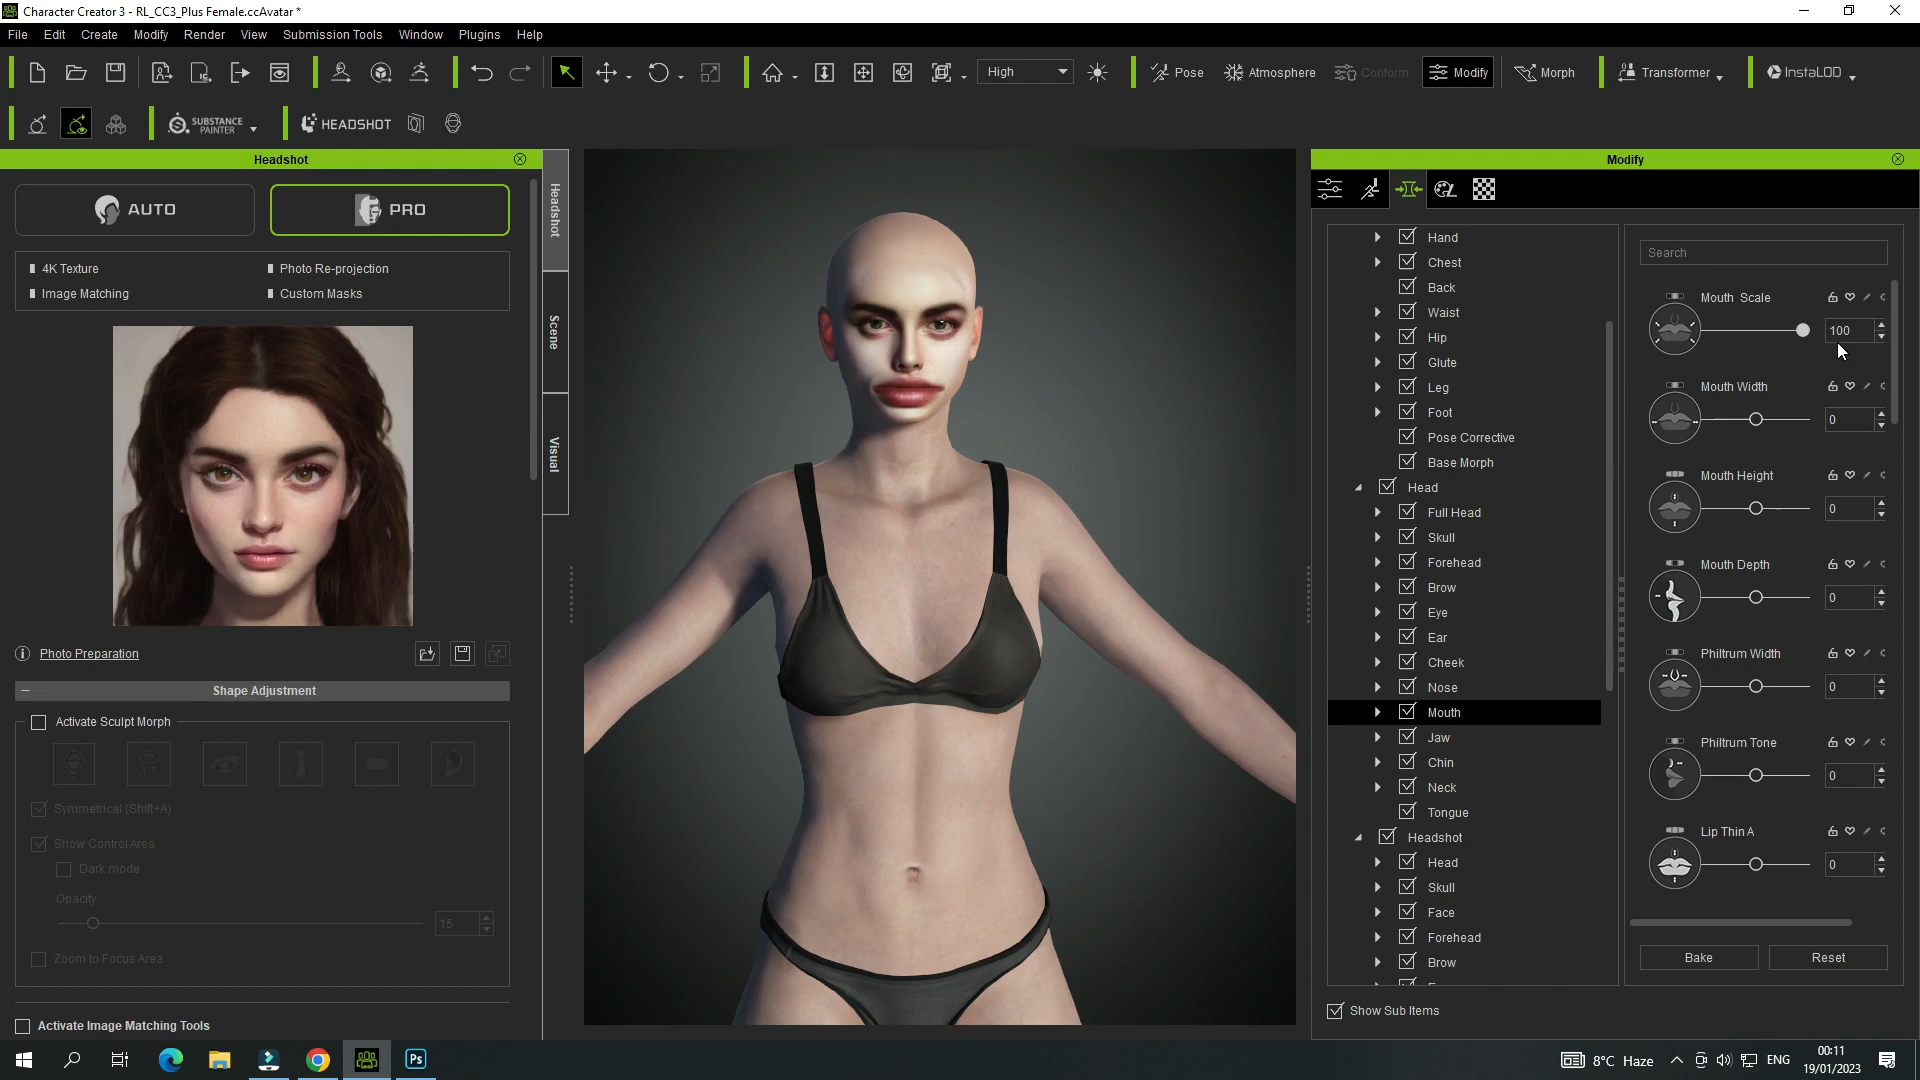 Character Creator 3 - RL_CC3_Plus Female.ccAvatar *
File Edit Create Modify Render View Submission Tools Window Plugins Help
High
Pose
Atmosphere
Conform
Modify
Morph
Transformer
InstaLOD
SUBSTANCE
PAINTER
HEADSHOT
Headshot
AUTO
PRO
4K Texture
Photo Re-projection
Image Matching
Custom Masks
Photo Preparation
Shape Adjustment
Activate Sculpt Morph
Symmetrical (Shift+A)
Show Control Area
Dark mode
Opacity
15
Zoom to Focus Area
Activate Image Matching Tools
Headshot
Scene
Visual
Modify
Hand
Chest
Back
Waist
Hip
Glute
Leg
Foot
Pose Corrective
Base Morph
Head
Full Head
Skull
Forehead
Brow
Eye
Ear
Cheek
Nose
Mouth
Jaw
Chin
Neck
Tongue
Headshot
Head
Skull
Face
Forehead
Brow
Show Sub Items
Search
Mouth Scale
100
Mouth Width
0
Mouth Height
0
Mouth Depth
0
Philtrum Width
0
Philtrum Tone
0
Lip Thin A
0
Bake
Reset
Ps
8°C Haze
ENG
00:11
19/01/2023